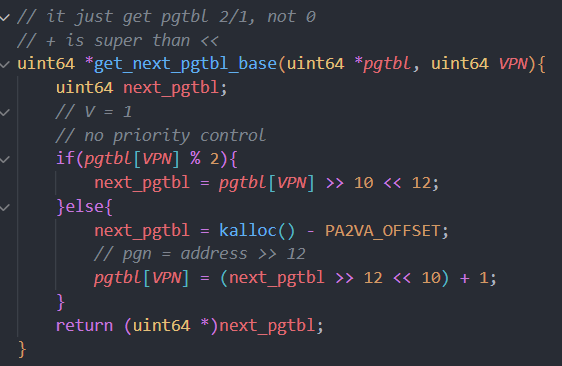 // it just get pgtbl 2/1, not 0
// + is super than <<
uint64 *get_next_pgtbl_base(uint64 *pgtbl, uint64 VPN){
    uint64 next_pgtbl;
    // V = 1
    // no priority control
    if(pgtbl[VPN] % 2){
        next_pgtbl = pgtbl[VPN] >> 10 << 12;
    }else{
        next_pgtbl = kalloc() - PA2VA_OFFSET;
        // pgn = address >> 12
        pgtbl[VPN] = (next_pgtbl >> 12 << 10) + 1;
    }
    return (uint64 *)next_pgtbl;
}